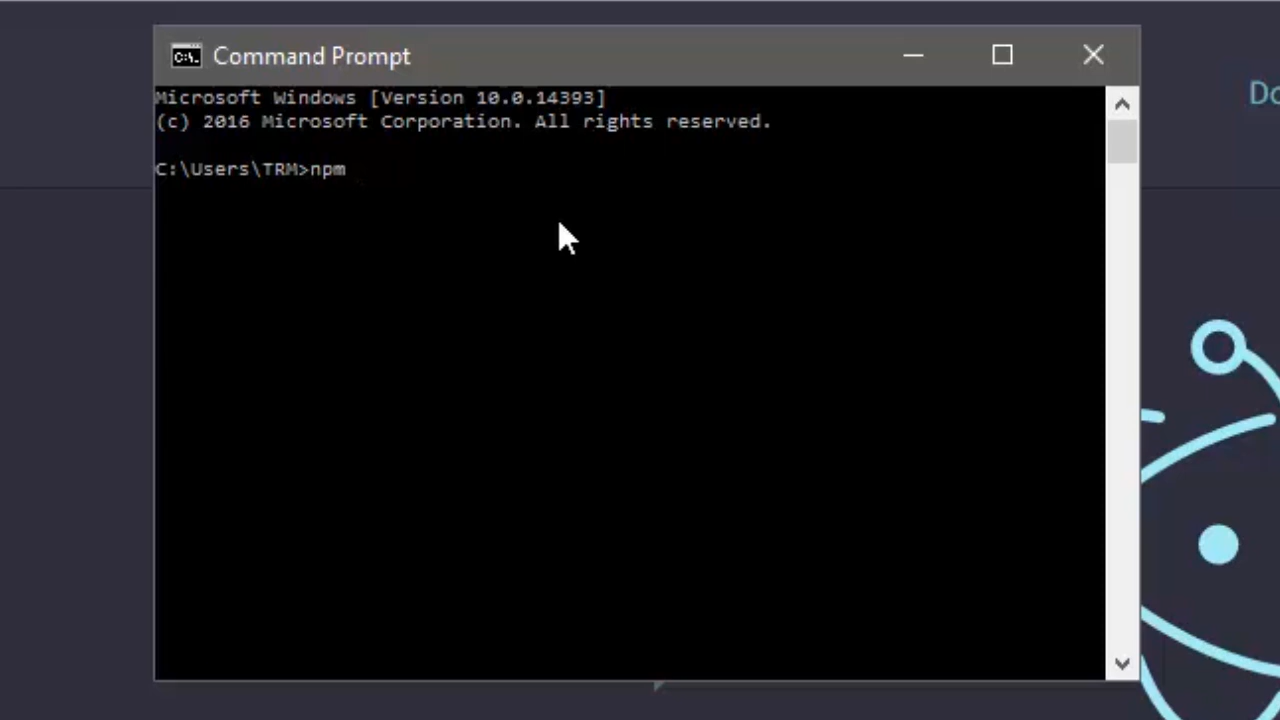 Command Prompt
Microsoft Windows [Version 10.0.14393]
(c) 2016 Microsoft Corporation. All rights reserved.
C:\Users\TRM>npm